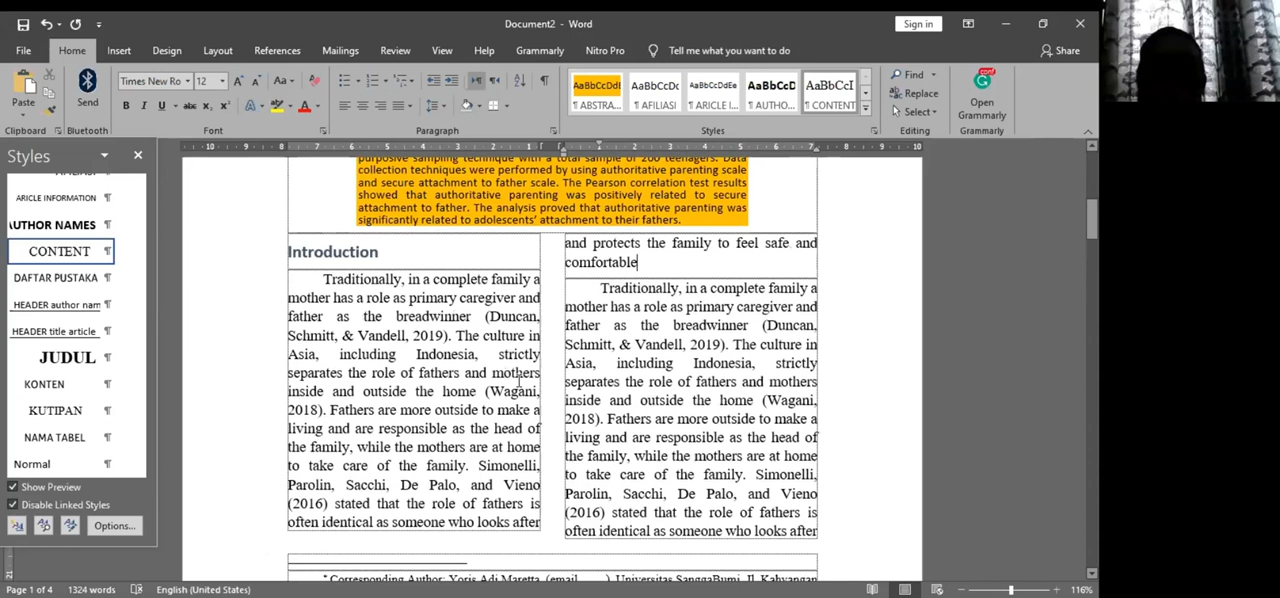 Document2 - Word
Sign in
File Home Insert Design Layout References Mailings Review View Help Grammarly Nitro Pro Tell me what you want to do Share
Times New Ro 12 Aa
Paste Send B I U abc x₂ x² A A
AaBbCcDdI AaBbCcDc AaBbCcDdEe AaBbCcD AaBbCcI
¶ ABSTRA... ¶ AFILIASI ¶ ARICLE I... ¶ AUTHO... ¶ CONTENT
Find
Replace
Select
Open
Grammarly
Clipboard Font Paragraph Styles Editing Grammarly
Styles
ARICLE INFORMATION ¶
AUTHOR NAMES ¶
CONTENT ¶
DAFTAR PUSTAKA ¶
HEADER author nam ¶
HEADER title article ¶
JUDUL ¶
KONTEN ¶
KUTIPAN ¶
NAMA TABEL ¶
Normal ¶
Show Preview
Disable Linked Styles
Options...
purposive sampling technique with a total sample of 200 teenagers. Data
collection techniques were performed by using authoritative parenting scale
and secure attachment to father scale. The Pearson correlation test results
showed that authoritative parenting was positively related to secure
attachment to father. The analysis proved that authoritative parenting was
significantly related to adolescents' attachment to their fathers.
Introduction
Traditionally, in a complete family a
mother has a role as primary caregiver and
father as the breadwinner (Duncan,
Schmitt, & Vandell, 2019). The culture in
Asia, including Indonesia, strictly
separates the role of fathers and mothers
inside and outside the home (Wagani,
2018). Fathers are more outside to make a
living and are responsible as the head of
the family, while the mothers are at home
to take care of the family. Simonelli,
Parolin, Sacchi, De Palo, and Vieno
(2016) stated that the role of fathers is
often identical as someone who looks after
and protects the family to feel safe and
comfortable
Traditionally, in a complete family a
mother has a role as primary caregiver and
father as the breadwinner (Duncan,
Schmitt, & Vandell, 2019). The culture in
Asia, including Indonesia, strictly
separates the role of fathers and mothers
inside and outside the home (Wagani,
2018). Fathers are more outside to make a
living and are responsible as the head of
the family, while the mothers are at home
to take care of the family. Simonelli,
Parolin, Sacchi, De Palo, and Vieno
(2016) stated that the role of fathers is
often identical as someone who looks after
* Corresponding Author: Yoris Adi Maretta (email Universitas SanggaBumi, Jl. Kahyangan
Page 1 of 4 1324 words English (United States) 116%